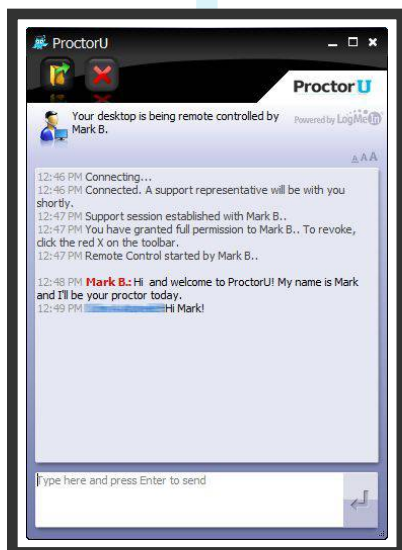 ProctorU
ProctorU
Your desktop is being remote controlled by
Mark B.
Powered by LogMeIn
AAA
12:46 PM Connecting...
12:46 PM Connected. A support representative will be with you
shortly.
12:47 PM Support session established with Mark B..
12:47 PM You have granted full permission to Mark B.. To revoke,
click the red X on the toolbar.
12:47 PM Remote Control started by Mark B..
12:48 PM Mark B.: Hi and welcome to ProctorU! My name is Mark
and I'll be your proctor today.
12:49 PM Hi Mark!
Type here and press Enter to send